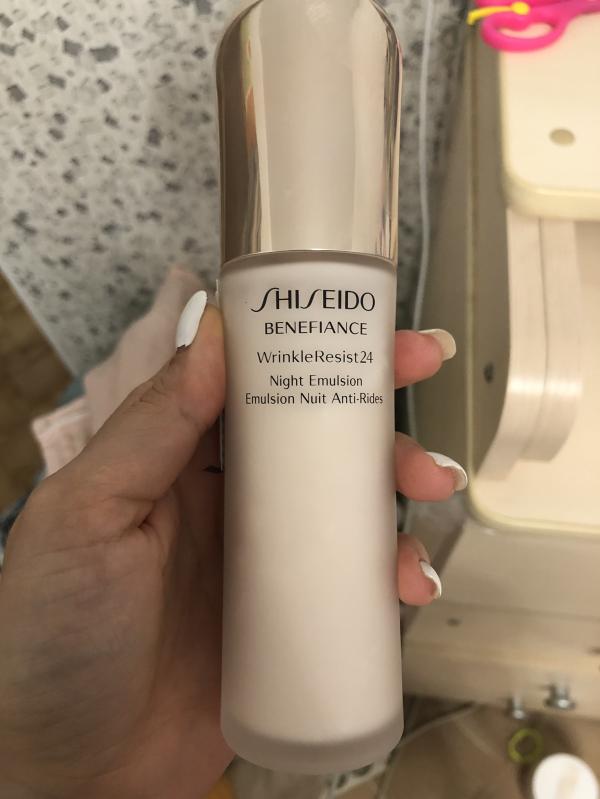 SHISEIDO
BENEFIANCE
WrinkleResist24
Night Emulsion
Emulsion Nuit Anti-Rides